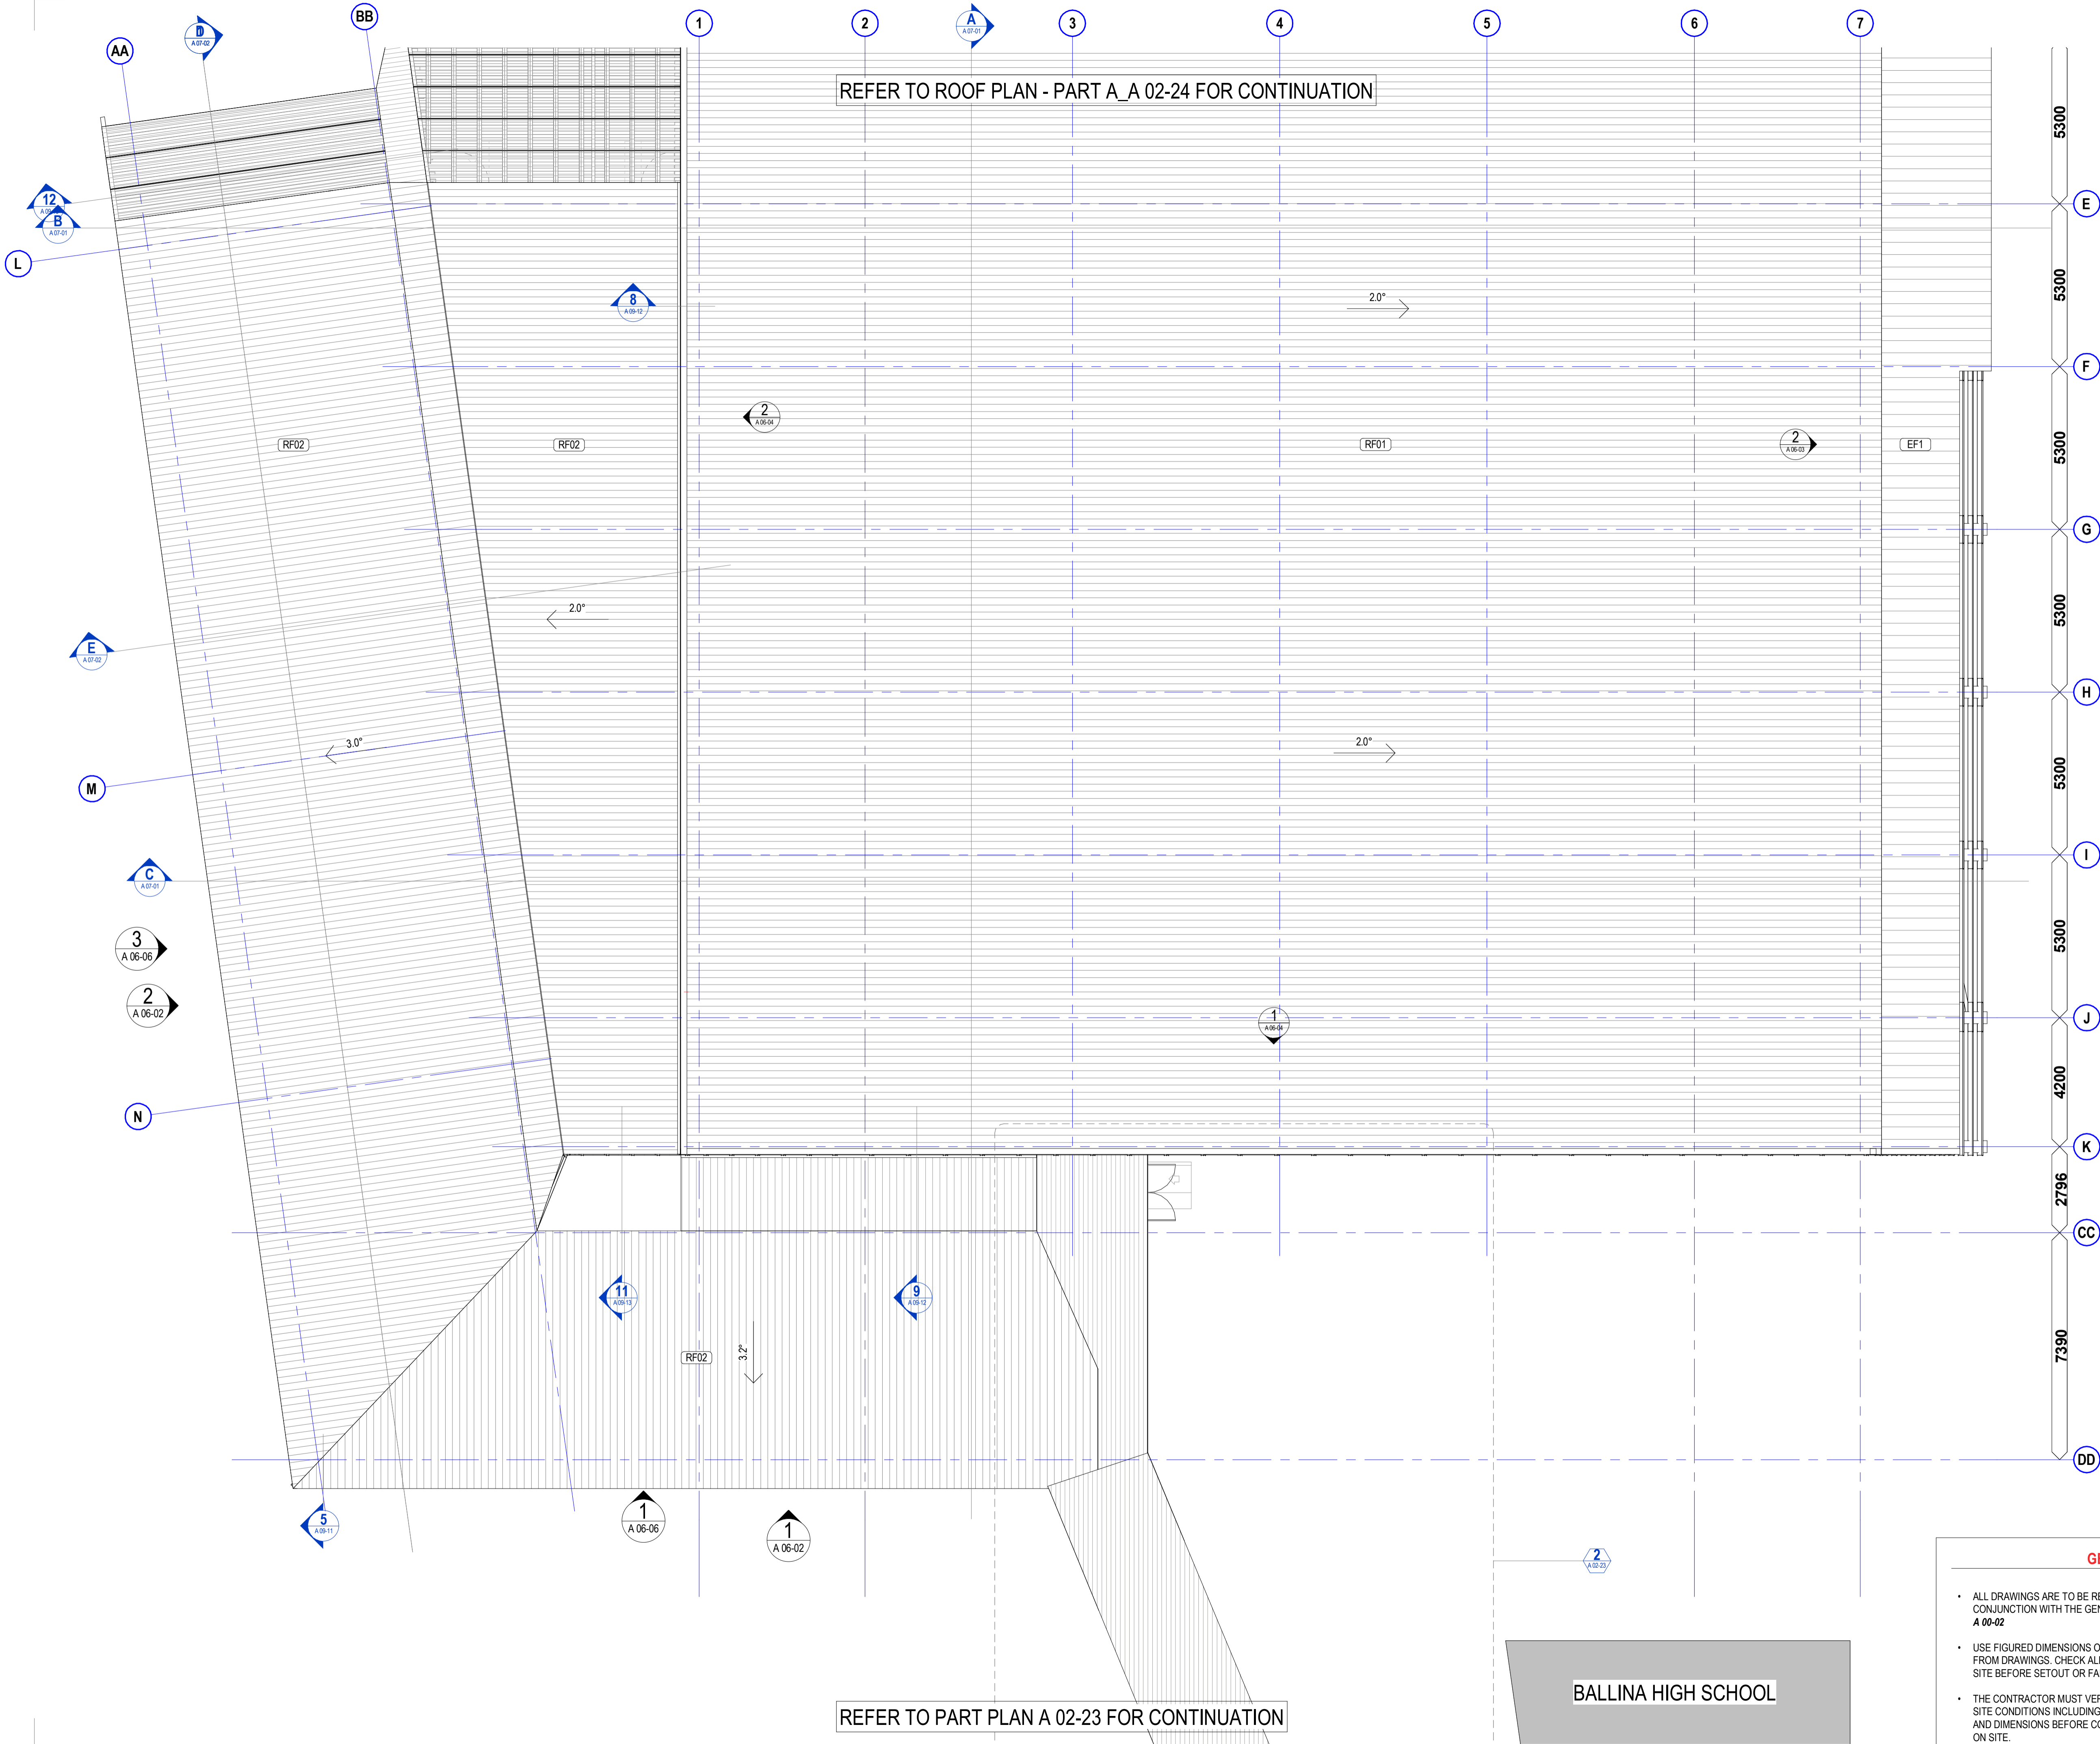 AA
D
A 07-02
BB
1
2
A
A 07-01
3
4
5
6
7
REFER TO ROOF PLAN - PART A_A 02-24 FOR CONTINUATION
5300
12
B
A 07-01
E
L
5300
8
A 09-12
2.0°
F
2
A 06-04
RF02
RF02
RF01
2
A 06-03
EF1
5300
G
2.0°
5300
E
A 07-02
H
3.0°
2.0°
5300
M
I
C
A 07-01
3
A 06-06
5300
2
A 06-02
1
A 06-04
J
4200
N
K
2796
CC
11
A 09-13
9
A 09-12
RF02
3.2°
7390
DD
5
A 09-11
1
A 06-06
1
A 06-02
2
A 02-23
• ALL DRAWINGS ARE TO BE
CONJUNCTION WITH THE
A 00-02
• USE FIGURED DIMENSIONS
FROM DRAWINGS. CHECK
SITE BEFORE SETOUT OR
• THE CONTRACTOR MUST
SITE CONDITIONS INCLUDING
AND DIMENSIONS BEFORE
ON SITE.
BALLINA HIGH SCHOOL
REFER TO PART PLAN A 02-23 FOR CONTINUATION